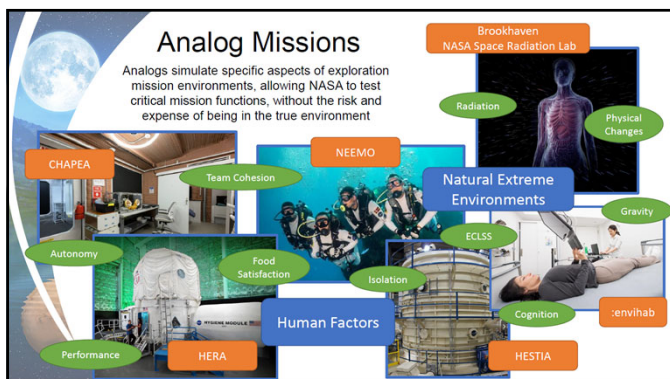 Analog Missions
Analogs simulate specific aspects of exploration
mission environments, allowing NASA to test
critical mission functions, without the risk and
expense of being in the true environment
Brookhaven
NASA Space Radiation Lab
Radiation
Physical
Changes
CHAPEA
NEEMO
Team Cohesion
Natural Extreme
Environments
Gravity
Autonomy
Food
Satisfaction
ECLSS
Isolation
HYGIENE MODULE
Human Factors
Cognition
:envihab
Performance
HERA
HESTIA